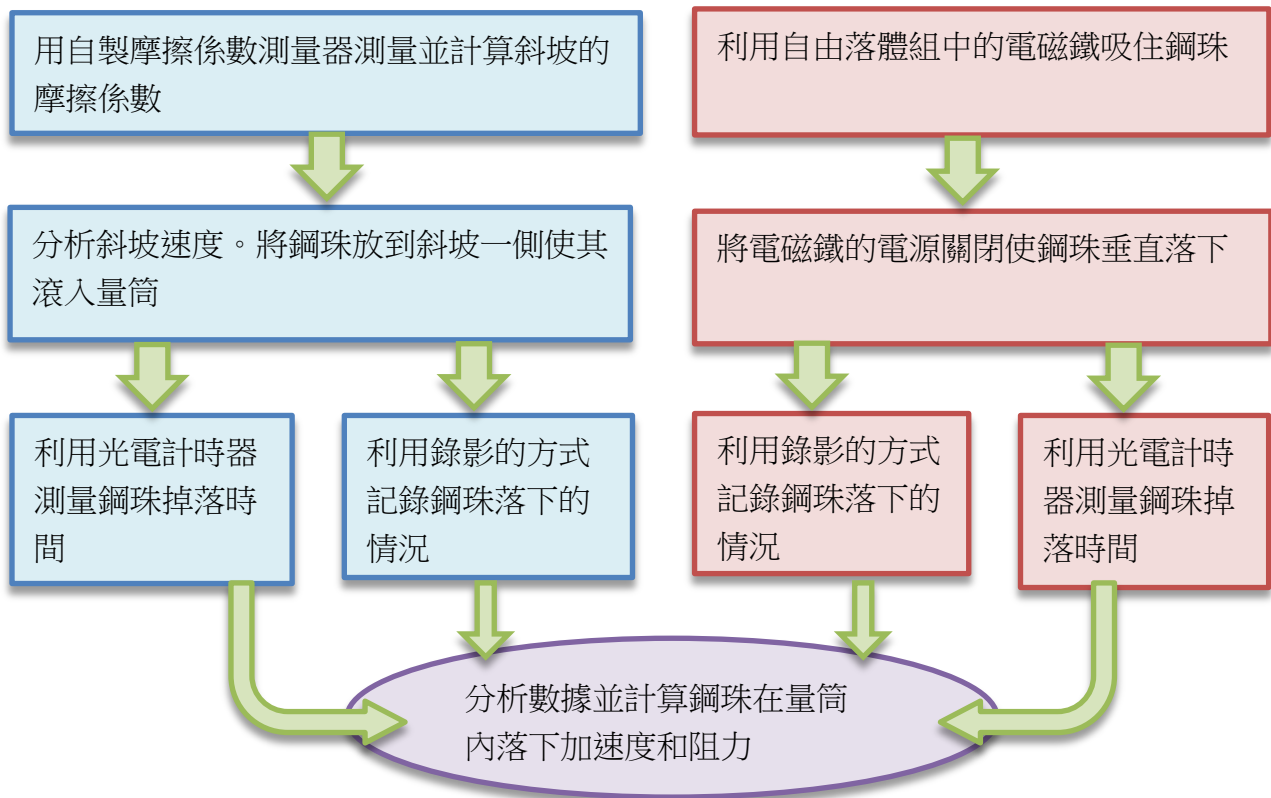 用自製摩擦係數測量器測量並計算斜坡的
摩擦係數
利用自由落體組中的電磁鐵吸住鋼珠
分析斜坡速度。將鋼珠放到斜坡一側使其
滾入量筒
將電磁鐵的電源關閉使鋼珠垂直落下
利用光電計時器
測量鋼珠掉落時
間
利用錄影的方式
記錄鋼珠落下的
情況
利用錄影的方式
記錄鋼珠落下的
情況
利用光電計時
器測量鋼珠掉
落時間
分析數據並計算鋼珠在量筒
內落下加速度和阻力